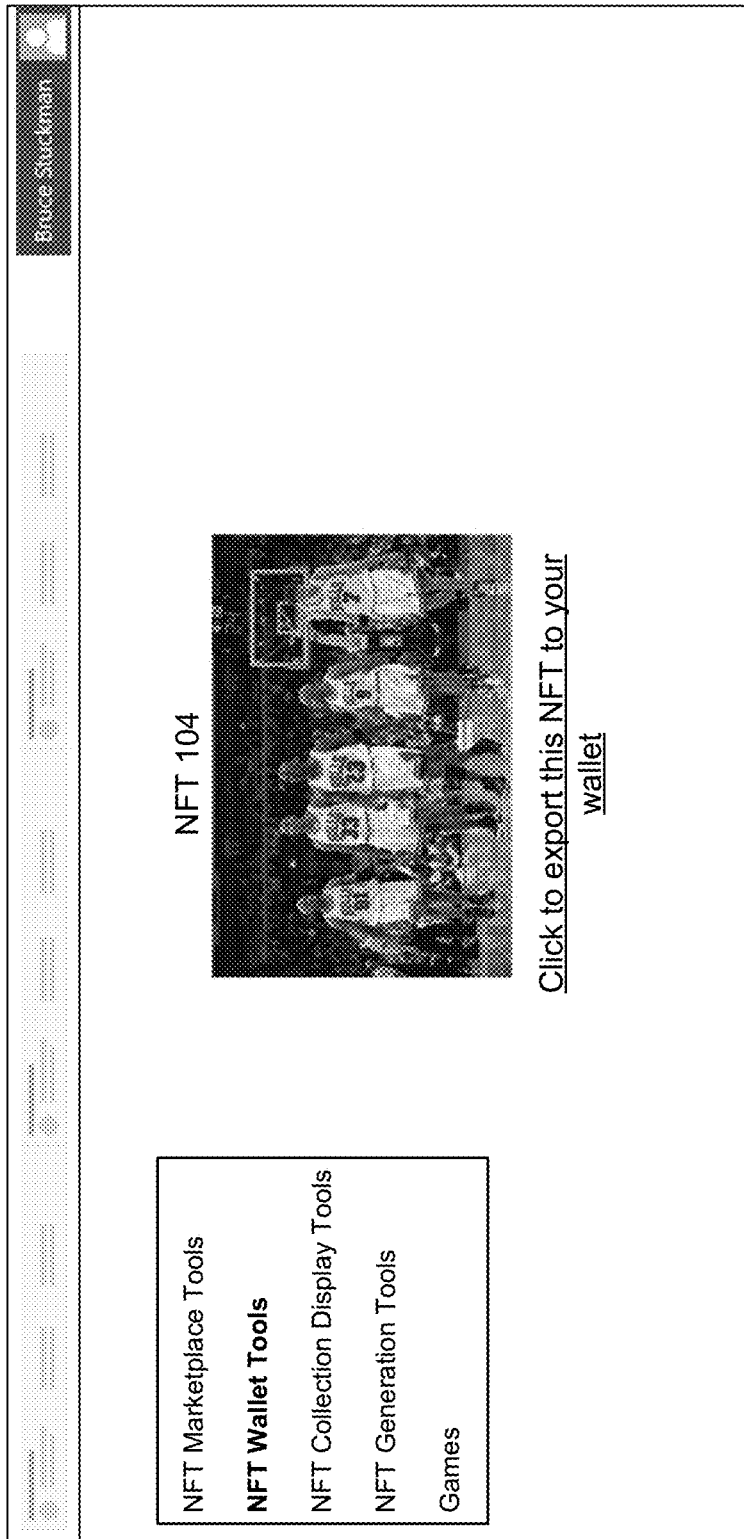 Bruce Stuckman
NFT Marketplace Tools
NFT Wallet Tools
NFT Collection Display Tools
NFT Generation Tools
Games
NFT 104
Click to export this NFT to your
wallet